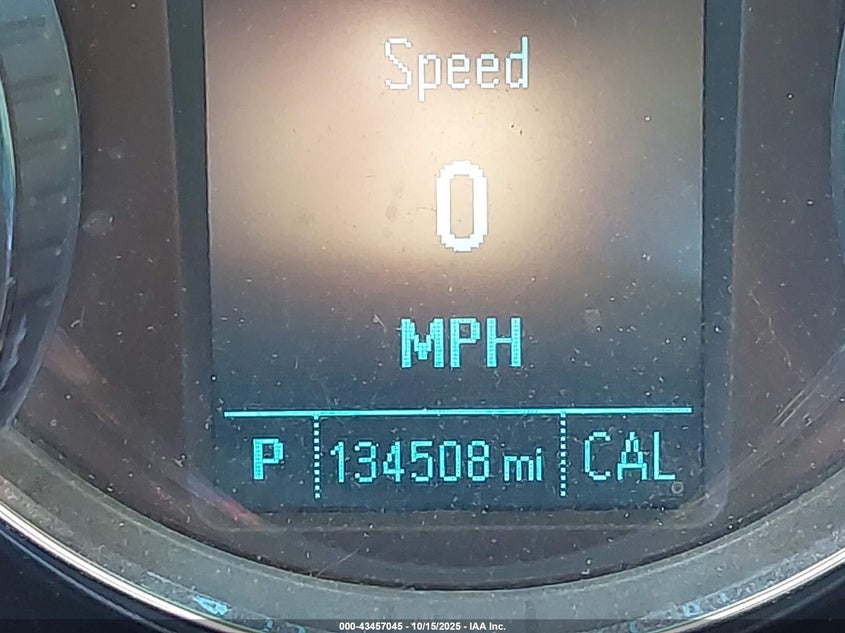 Speed
0
MPH
P 134508 mi CAL
000-43457045 - 10/15/2025 - IAA Inc.